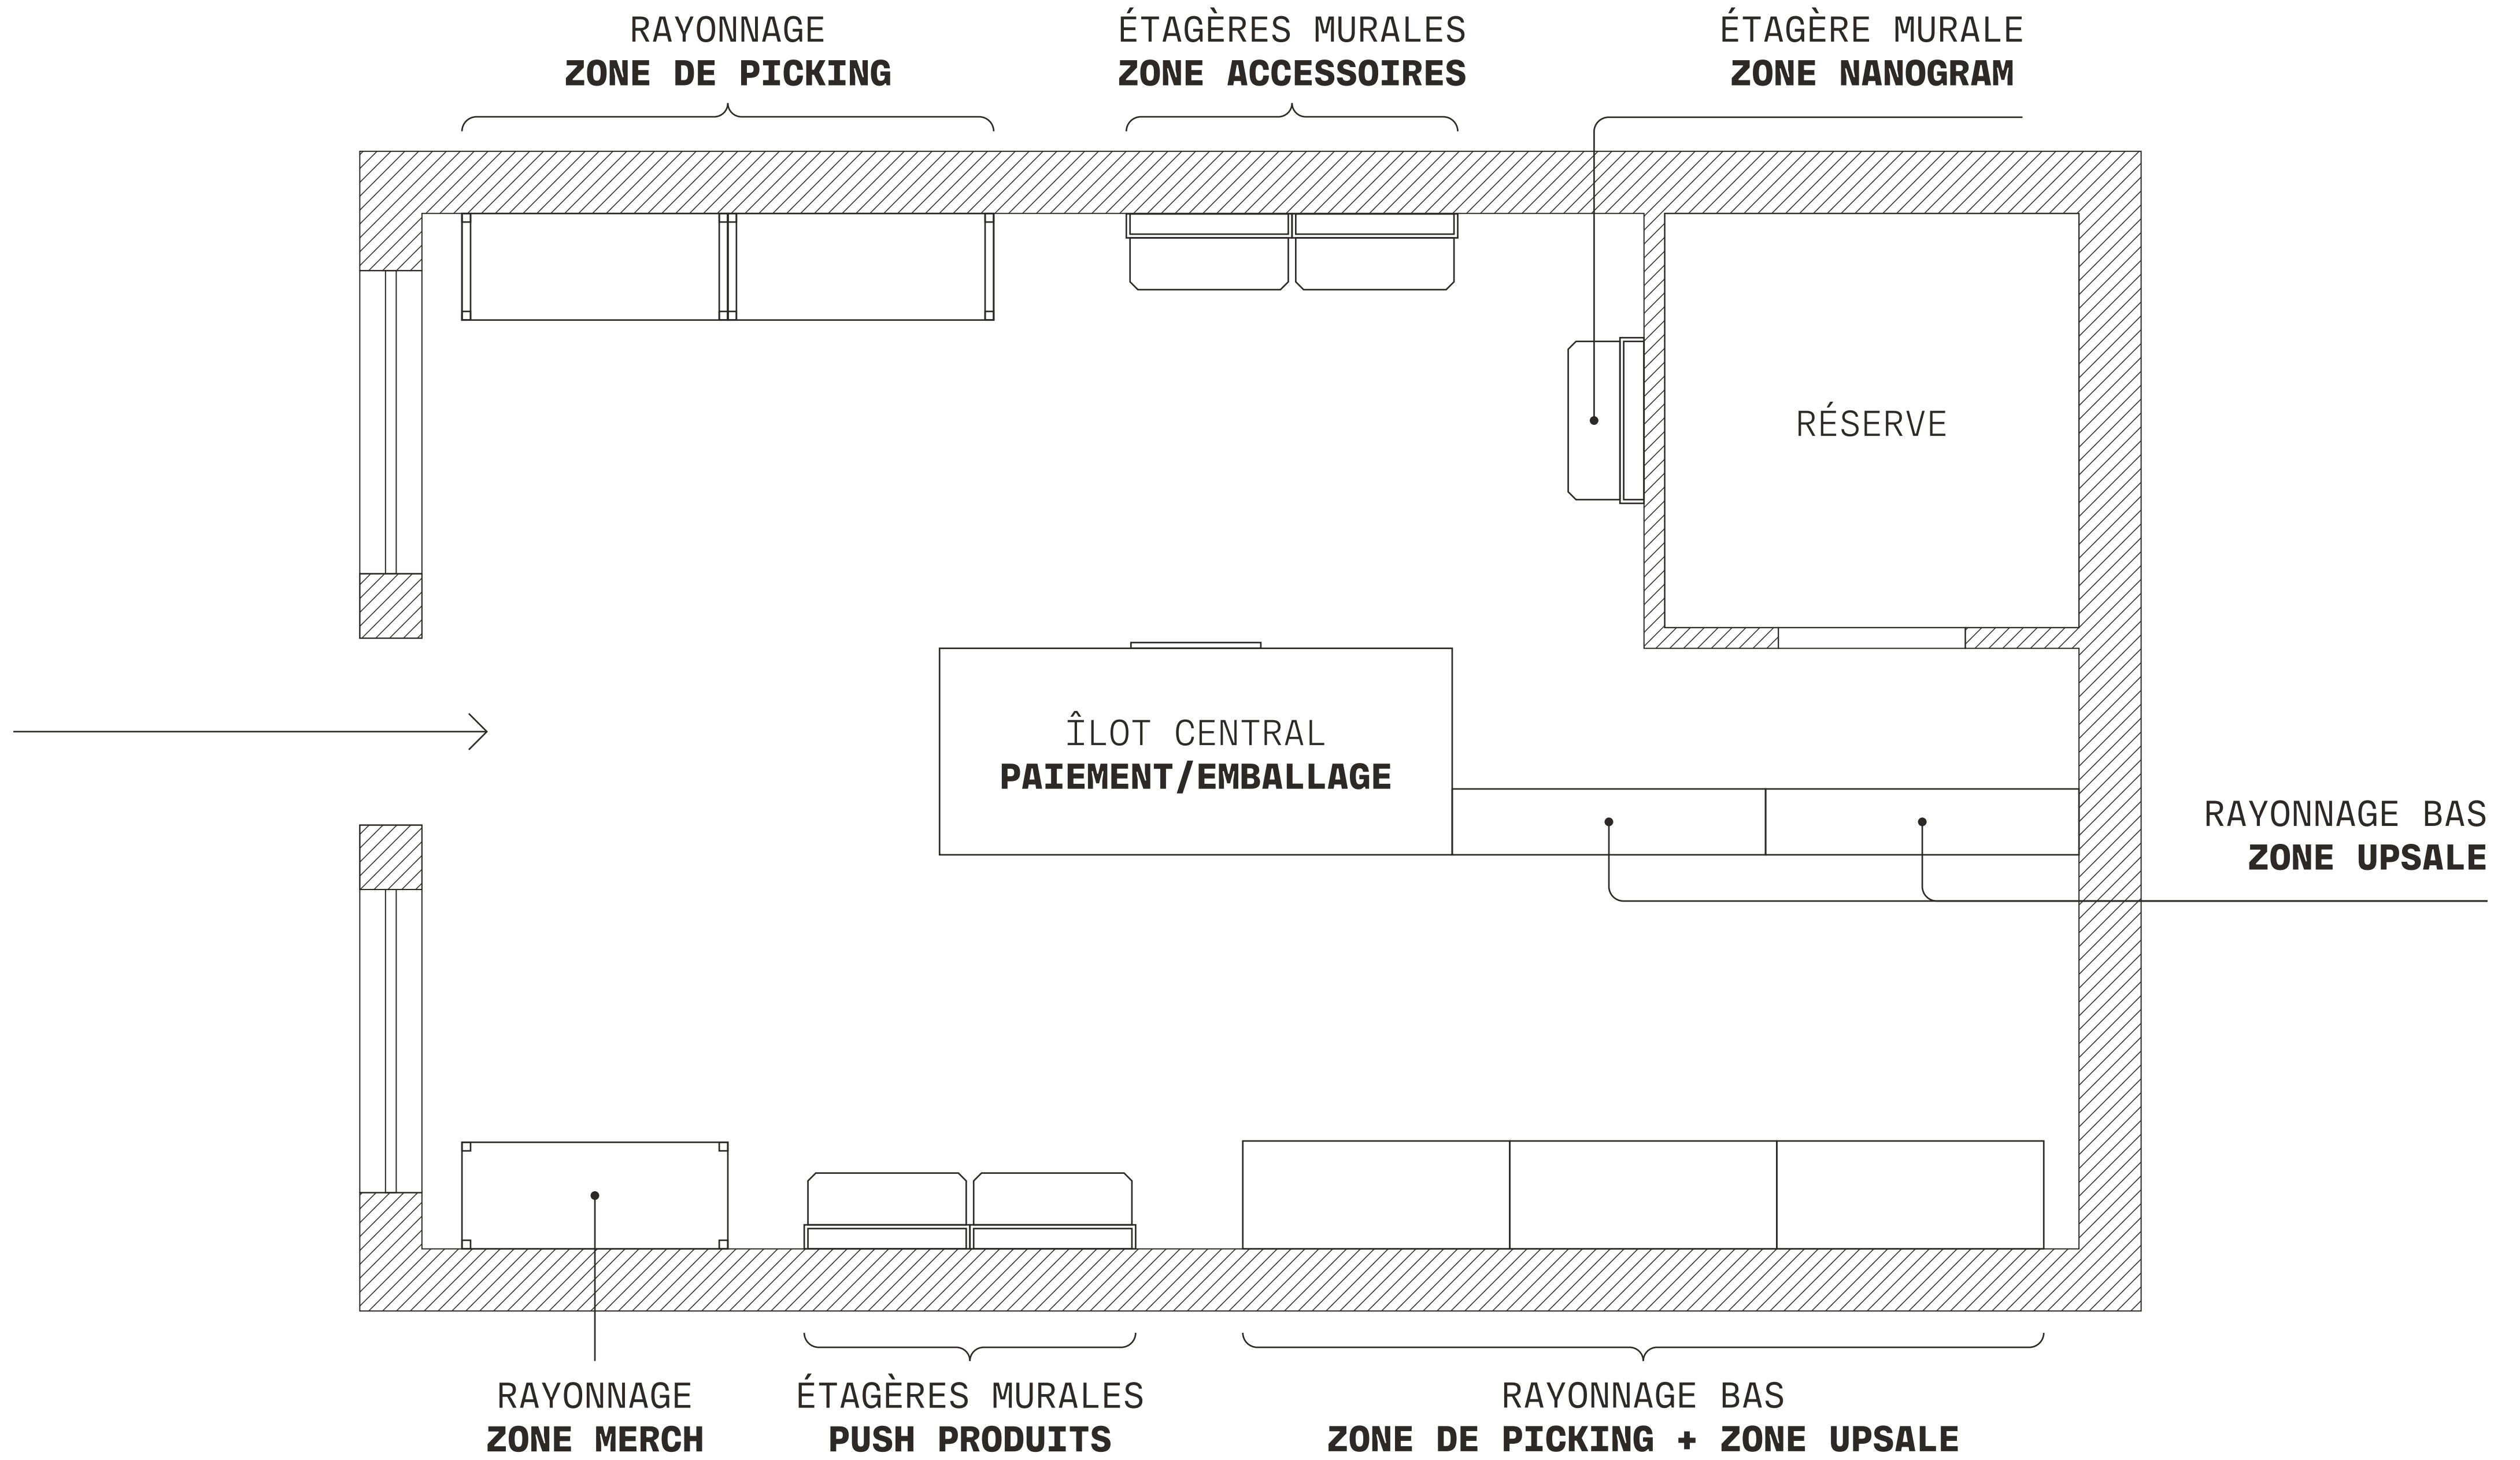 RAYONNAGE
ZONE DE PICKING
ÉTAGÈRES MURALES
ZONE ACCESSOIRES
ÉTAGÈRE MURALE
ZONE NANOGRAM
RÉSERVE
ÎLOT CENTRAL
PAIEMENT/EMBALLAGE
RAYONNAGE BAS
ZONE UPSALE
RAYONNAGE
ZONE MERCH
ÉTAGÈRES MURALES
PUSH PRODUITS
RAYONNAGE BAS
ZONE DE PICKING + ZONE UPSALE